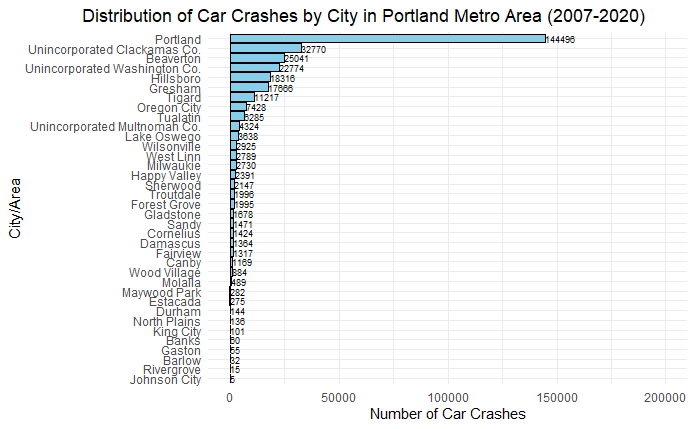 Distribution of Car Crashes by City in Portland Metro Area (2007-2020)
City/Area
Portland 144496
Unincorporated Clackamas Co. 32770
Beaverton 25041
Unincorporated Washington Co. 22774
Hillsboro 18316
Gresham 17666
Tigard 11217
Oregon City 7428
Tualatin 6285
Unincorporated Multnomah Co. 4324
Lake Oswego 3638
Wilsonville 2925
West Linn 2789
Milwaukie 2730
Happy Valley 2391
Sherwood 2147
Troutdale 1996
Forest Grove 1995
Gladstone 1678
Sandy 1471
Cornelius 1424
Damascus 1364
Fairview 1317
Canby 1169
Wood Village 884
Molalla 489
Maywood Park 282
Estacada 275
Durham 144
North Plains 136
King City 101
Banks 60
Gaston 55
Barlow 32
Rivergrove 15
Johnson City 5
0 50000 100000 150000 200000
Number of Car Crashes